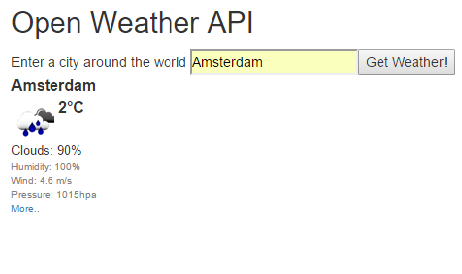 Open Weather API
Enter a city around the world Amsterdam Get Weather!
Amsterdam
2°C
Clouds: 90%
Humidity: 100%
Wind: 4.6 m/s
Pressure: 1015hpa
More..